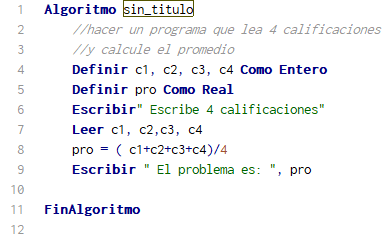 1 Algoritmo sin_titulo
2 //hacer un programa que lea 4 calificaciones
3 //y calcule el promedio
4 Definir c1, c2, c3, c4 Como Entero
5 Definir pro Como Real
6 Escribir" Escribe 4 calificaciones"
7 Leer c1, c2,c3, c4
8 pro = ( c1+c2+c3+c4)/4
9 Escribir " El problema es: ", pro
10
11 FinAlgoritmo
12